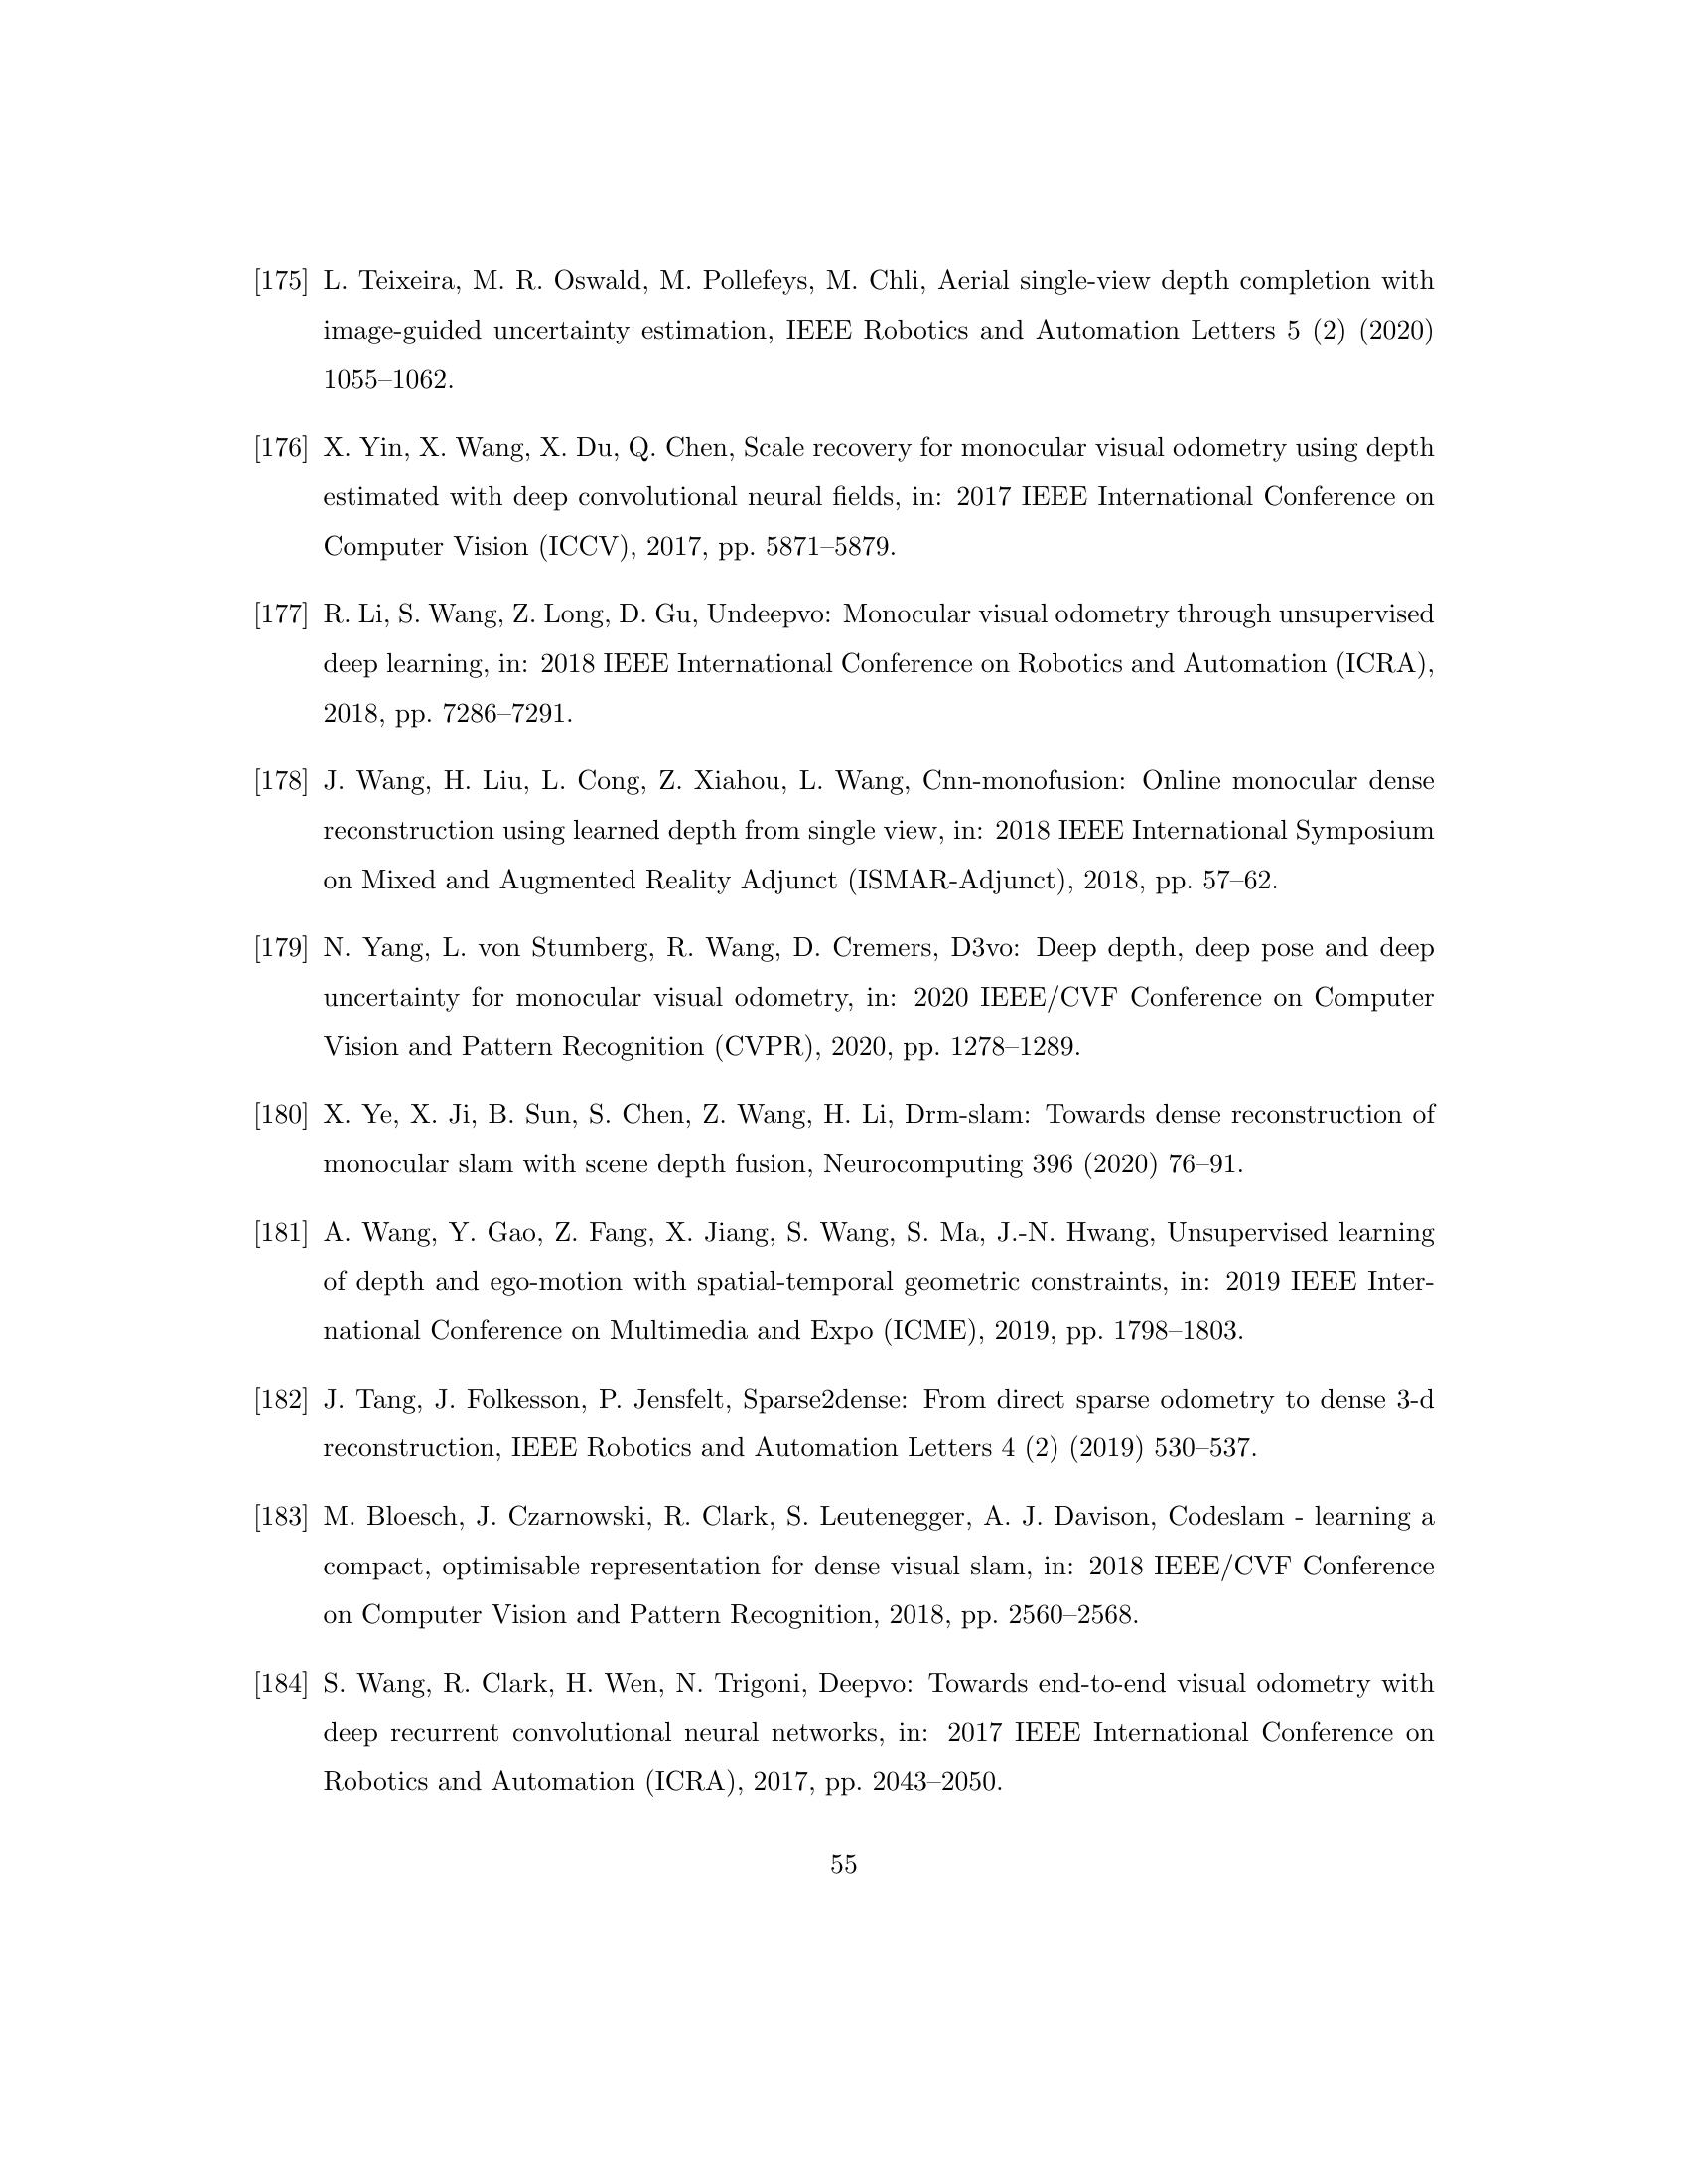 [175] L. Teixeira, M. R. Oswald, M. Pollefeys, M. Chli, Aerial single-view depth completion with
image-guided uncertainty estimation, IEEE Robotics and Automation Letters 5 (2) (2020)
1055–1062.
[176] X. Yin, X. Wang, X. Du, Q. Chen, Scale recovery for monocular visual odometry using depth
estimated with deep convolutional neural fields, in: 2017 IEEE International Conference on
Computer Vision (ICCV), 2017, pp. 5871–5879.
[177] R. Li, S. Wang, Z. Long, D. Gu, Undeepvo: Monocular visual odometry through unsupervised
deep learning, in: 2018 IEEE International Conference on Robotics and Automation (ICRA),
2018, pp. 7286–7291.
[178] J. Wang, H. Liu, L. Cong, Z. Xiahou, L. Wang, Cnn-monofusion: Online monocular dense
reconstruction using learned depth from single view, in: 2018 IEEE International Symposium
on Mixed and Augmented Reality Adjunct (ISMAR-Adjunct), 2018, pp. 57–62.
[179] N. Yang, L. von Stumberg, R. Wang, D. Cremers, D3vo: Deep depth, deep pose and deep
uncertainty for monocular visual odometry, in: 2020 IEEE/CVF Conference on Computer
Vision and Pattern Recognition (CVPR), 2020, pp. 1278–1289.
[180] X. Ye, X. Ji, B. Sun, S. Chen, Z. Wang, H. Li, Drm-slam: Towards dense reconstruction of
monocular slam with scene depth fusion, Neurocomputing 396 (2020) 76–91.
[181] A. Wang, Y. Gao, Z. Fang, X. Jiang, S. Wang, S. Ma, J.-N. Hwang, Unsupervised learning
of depth and ego-motion with spatial-temporal geometric constraints, in: 2019 IEEE Inter-
national Conference on Multimedia and Expo (ICME), 2019, pp. 1798–1803.
[182] J. Tang, J. Folkesson, P. Jensfelt, Sparse2dense: From direct sparse odometry to dense 3-d
reconstruction, IEEE Robotics and Automation Letters 4 (2) (2019) 530–537.
[183] M. Bloesch, J. Czarnowski, R. Clark, S. Leutenegger, A. J. Davison, Codeslam - learning a
compact, optimisable representation for dense visual slam, in: 2018 IEEE/CVF Conference
on Computer Vision and Pattern Recognition, 2018, pp. 2560–2568.
[184] S. Wang, R. Clark, H. Wen, N. Trigoni, Deepvo: Towards end-to-end visual odometry with
deep recurrent convolutional neural networks, in: 2017 IEEE International Conference on
Robotics and Automation (ICRA), 2017, pp. 2043–2050.
55